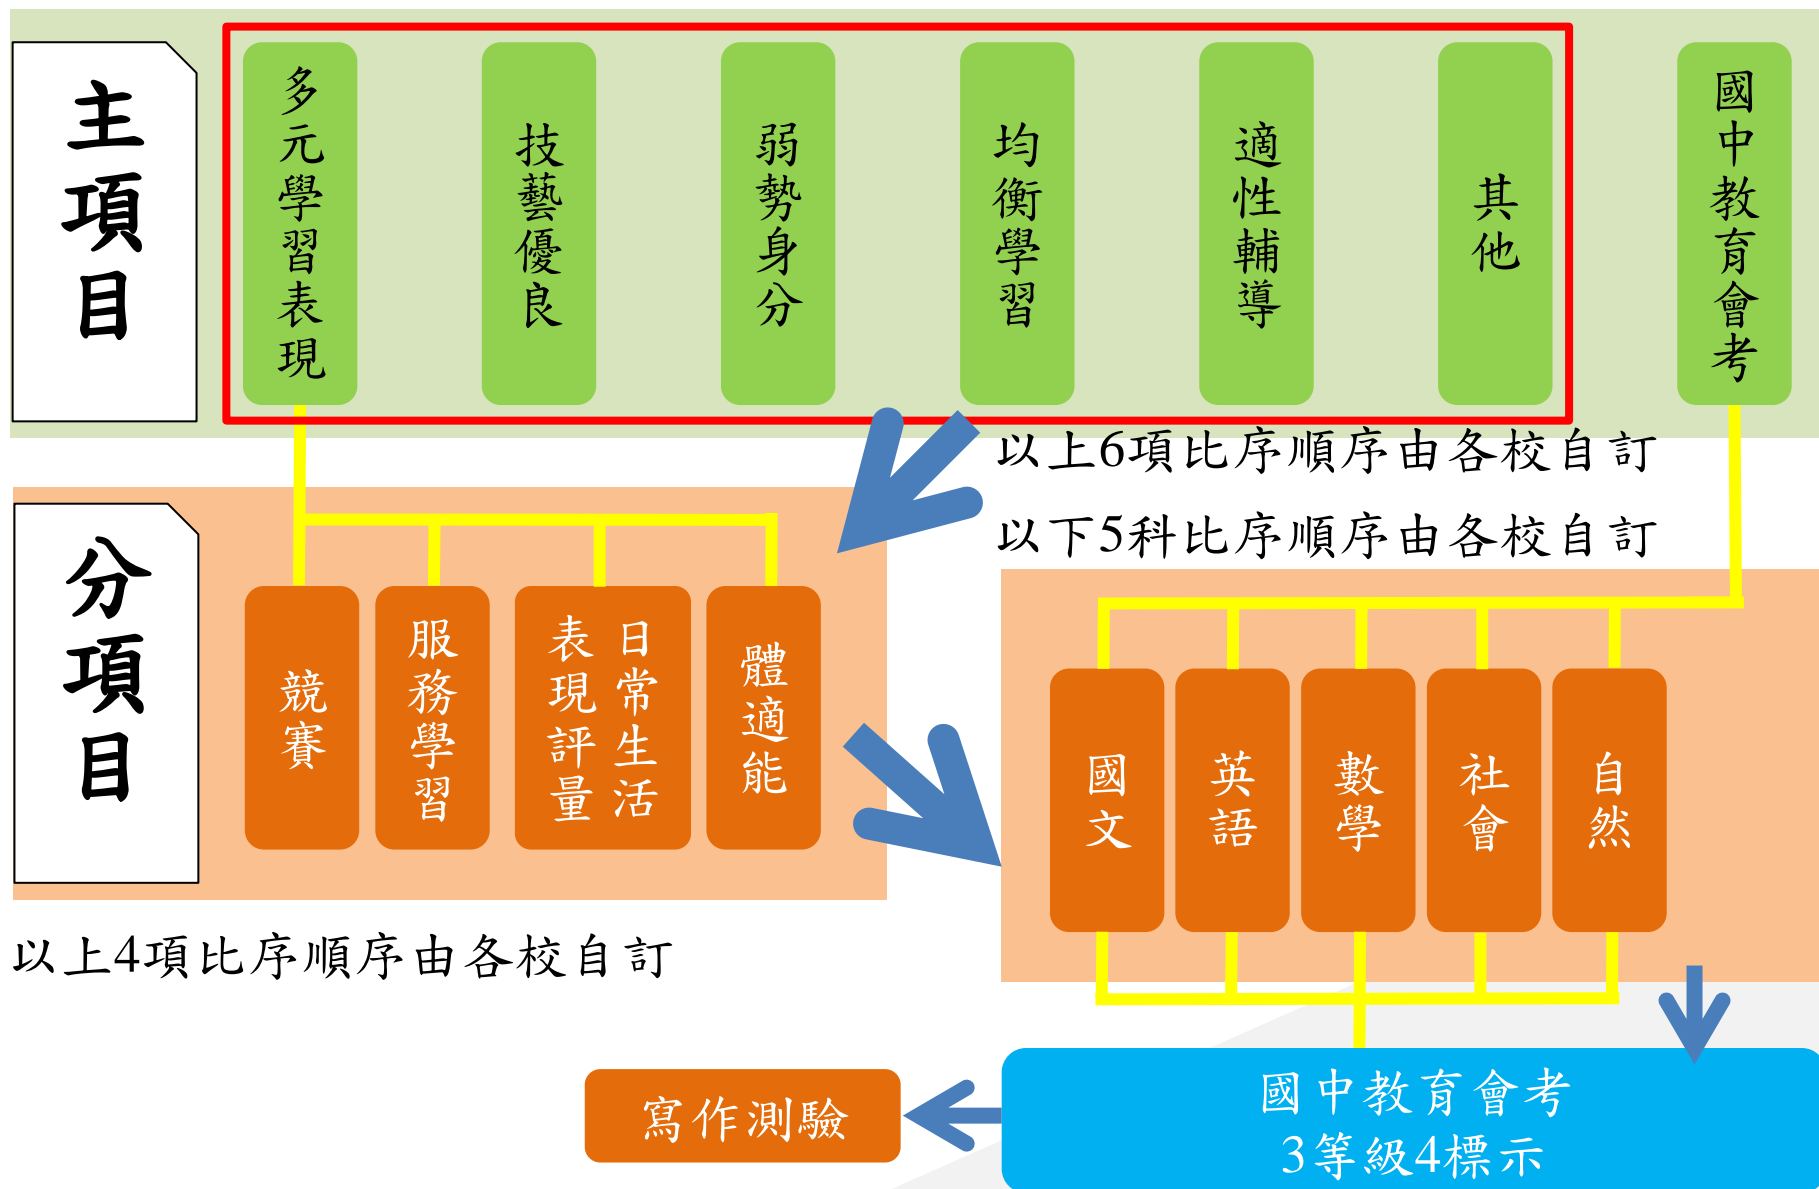 主項目
多元學習表現
技藝優良
弱勢身分
均衡學習
適性輔導
其他
國中教育會考
以上6項比序順序由各校自訂
以下5科比序順序由各校自訂
分項目
競賽
服務學習
日常生活
表現評量
體適能
國文
英語
數學
社會
自然
以上4項比序順序由各校自訂
寫作測驗
國中教育會考
3等級4標示